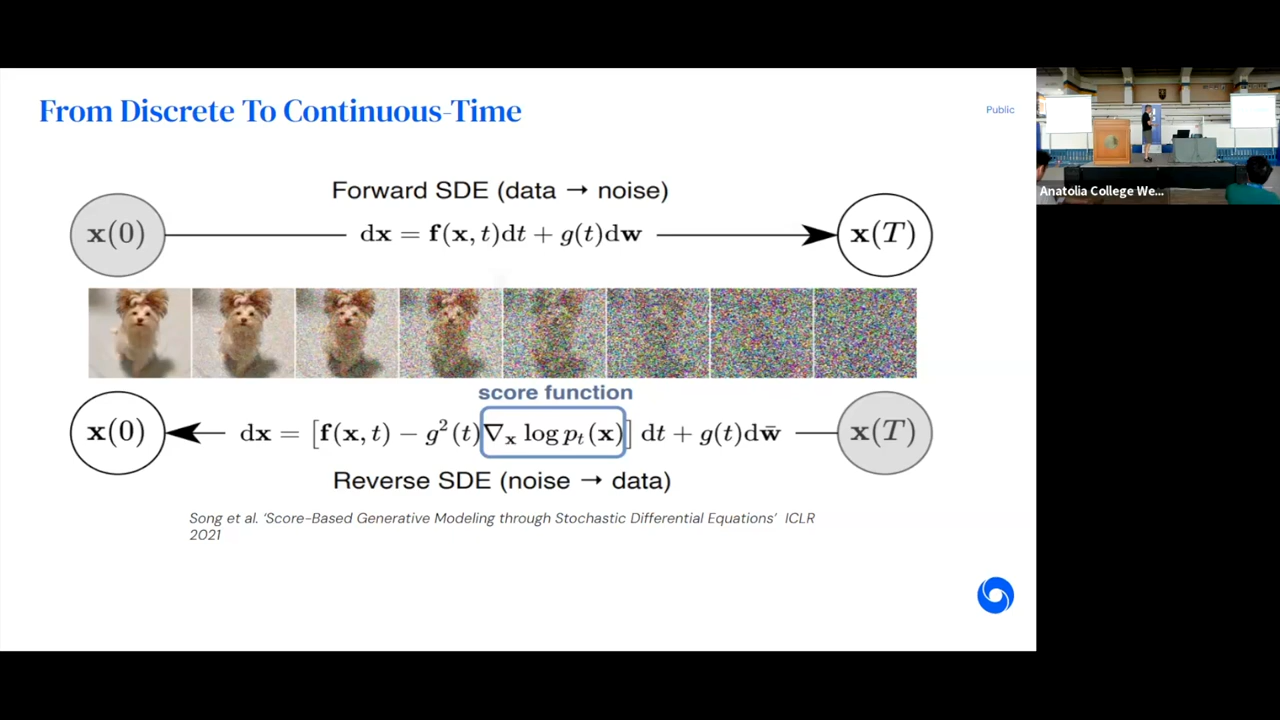 From Discrete To Continuous-Time
Public
Forward SDE (data → noise)
x(0)
dx = f(x, t)dt + g(t)dw
x(T)
Anatolia College We...
score function
x(0)
dx = [f(x, t) − g²(t)∇ₓ log pₜ(x)] dt + g(t)dw̄
x(T)
Reverse SDE (noise → data)
Song et al. ‘Score-Based Generative Modeling through Stochastic Differential Equations’ ICLR
2021